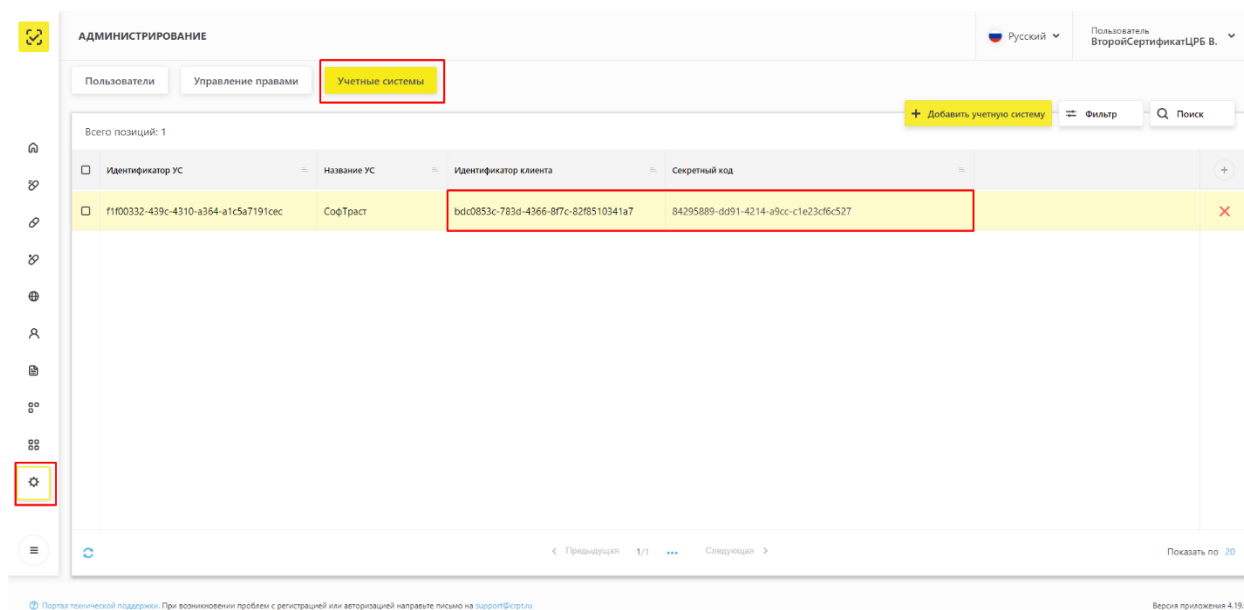 АДМИНИСТРИРОВАНИЕ
Русский
Пользователь
ВторойСертификатЦРБ В.
Пользователи
Управление правами
Учетные системы
+ Добавить учетную систему
Фильтр
Поиск
Всего позиций: 1
Идентификатор УС
Название УС
Идентификатор клиента
Секретный код
f1f00332-439c-4310-a364-a1c5a7191cec
СофТраст
bdc0853c-783d-4366-8f7c-82f8510341a7
84295889-dd91-4214-a9cc-c1e23cf6c527
Предыдущая
1/1
...
Следующая
Показать по 20
Портал технической поддержки. При возникновении проблем с регистрацией или авторизацией направьте письмо на support@crpt.ru
Версия приложения 4.19.